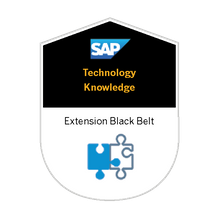 SAP
Technology
Knowledge
Extension Black Belt